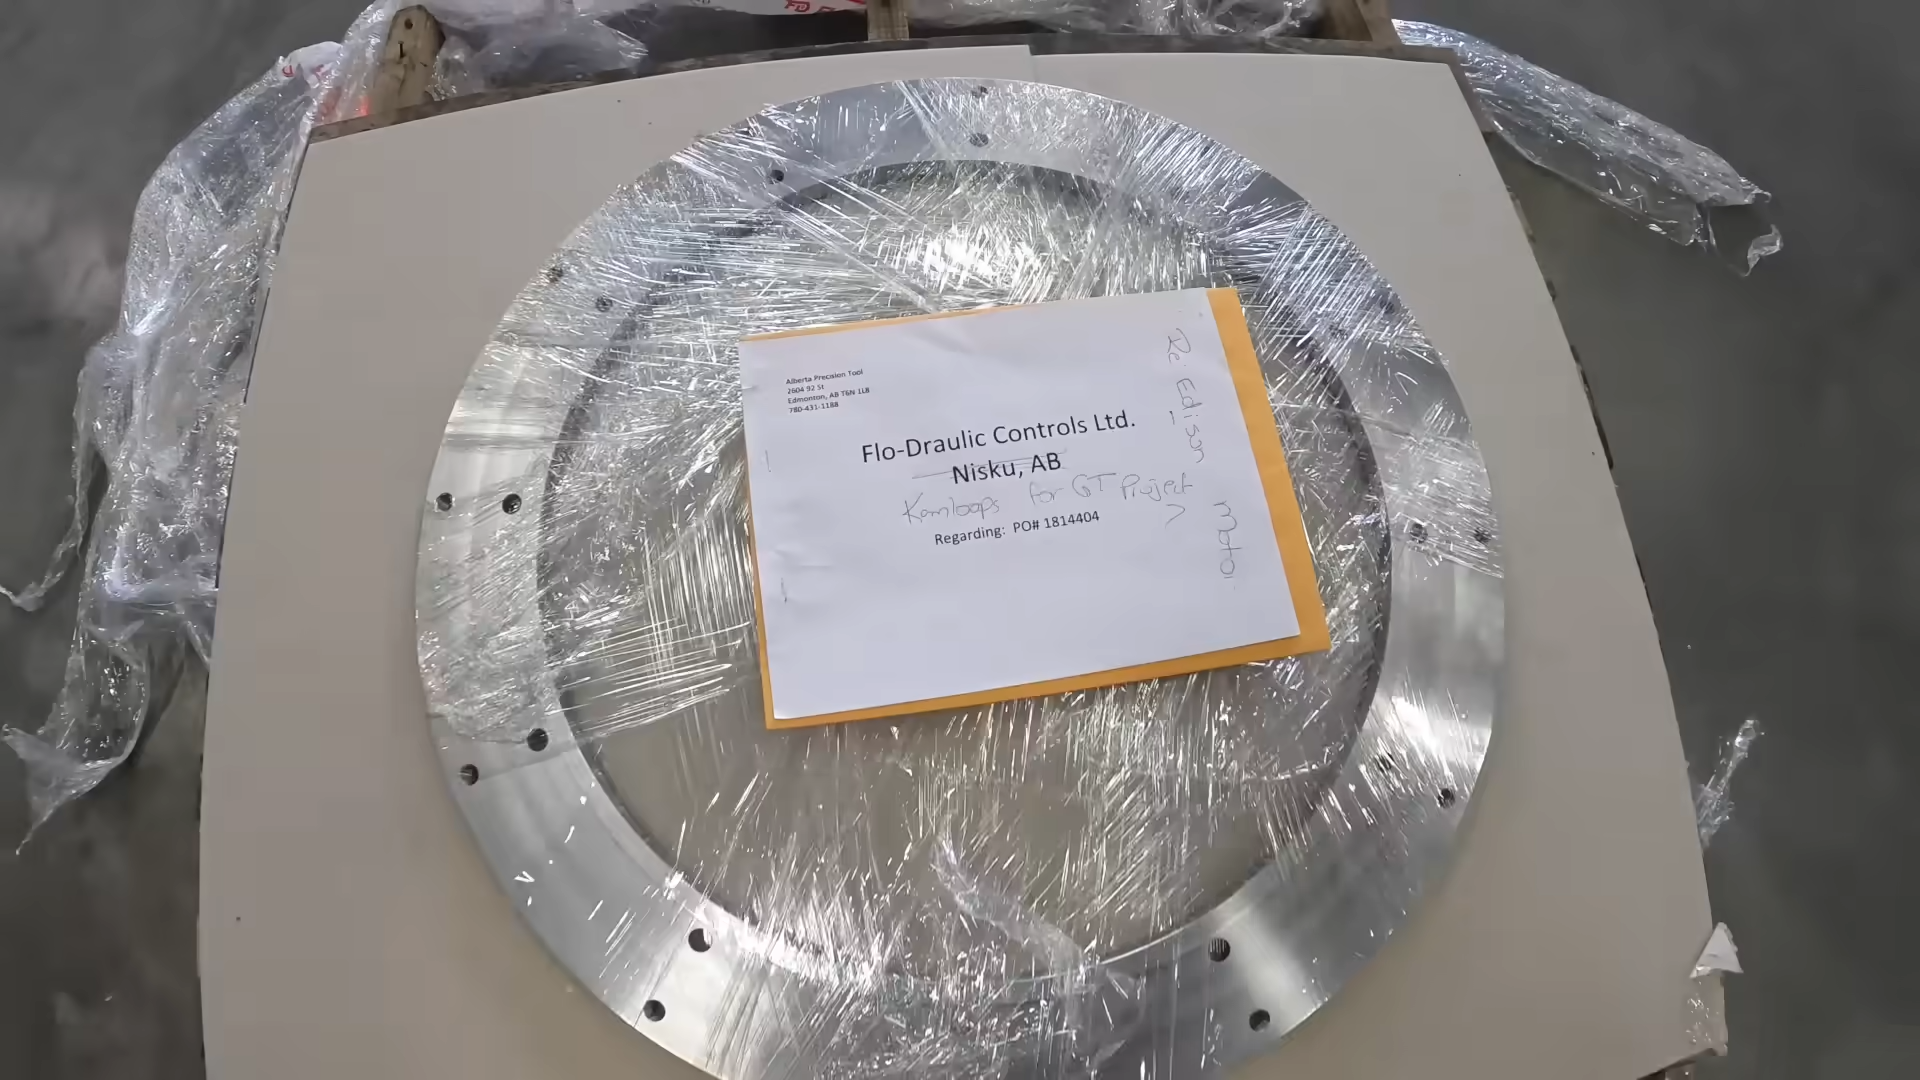 Alberta Precision Tool
2604 92 St
Edmonton, AB T6N 1L8
780-431-1188
Flo-Draulic Controls Ltd.
Nisku, AB
Kamloops for GT Project
Regarding: PO# 1814404
Re: Edison Motor